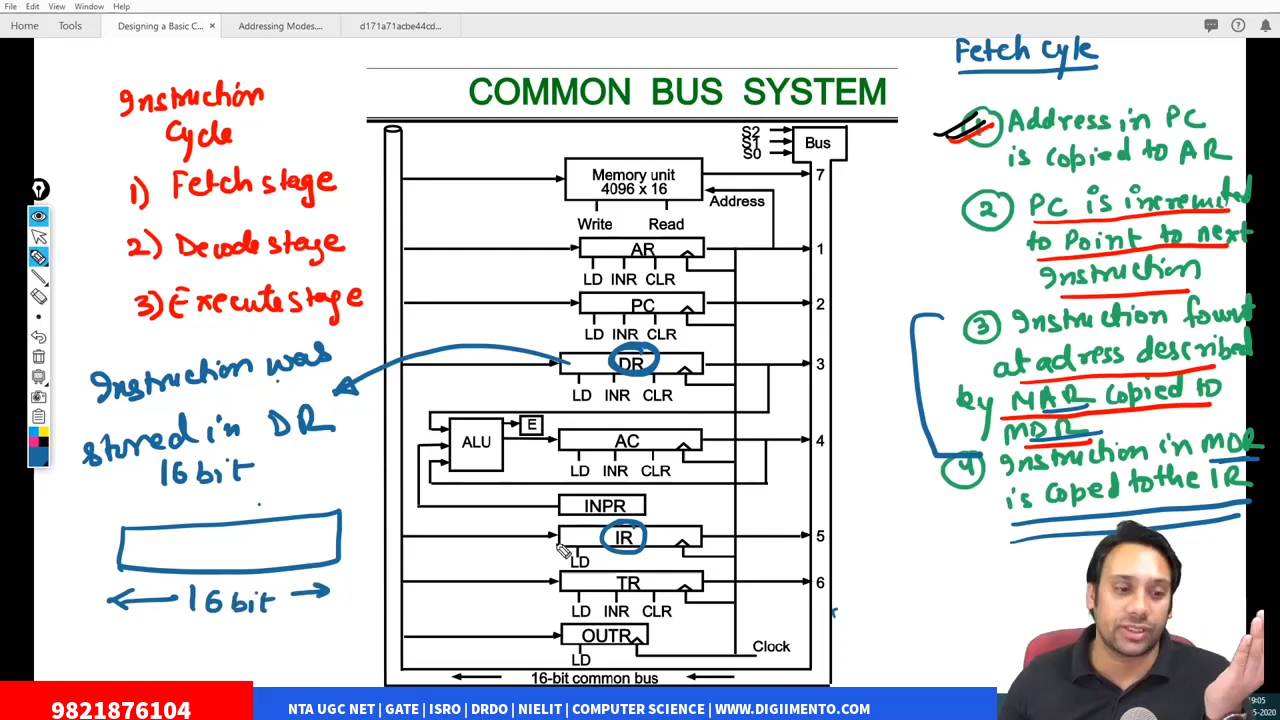 File Edit View Window Help
Home Tools Designing a Basic C... × Addressing Modes.... d171a71acbe44cd...
Instruction
Cycle
1) Fetch stage
2) Decode stage
3) Execute stage
Instruction was
stored in DR
16 bit
16 bit
COMMON BUS SYSTEM
S2
S1
S0
Bus
Memory unit
4096 x 16
7
Address
Write Read
AR
1
LD INR CLR
PC
2
LD INR CLR
DR
3
LD INR CLR
ALU
E
AC
4
LD INR CLR
INPR
IR
5
LD
TR
6
LD INR CLR
OUTR
LD
Clock
16-bit common bus
Fetch Cyle
Address in PC
is copied to AR
2 PC is increment
to Point to next
Instruction
3 Instruction found
at adress described
by MAR copied to
MDR
4 Instruction in MDR
is coped to the IR
9821876104
NTA UGC NET | GATE | ISRO | DRDO | NIELIT | COMPUTER SCIENCE | WWW.DIGIIMENTO.COM
19:05
5-2020